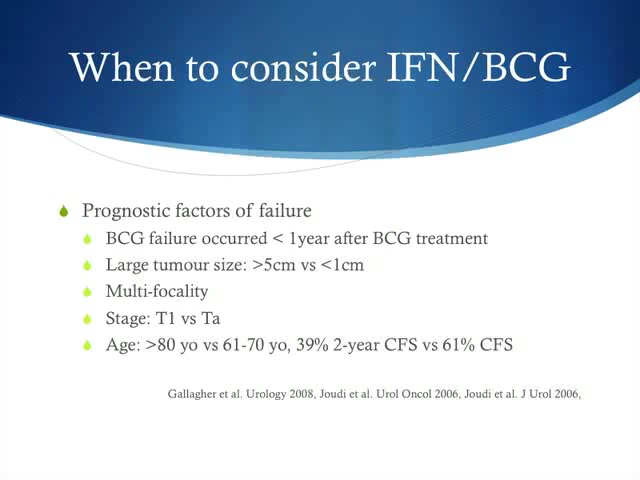 When to consider IFN/BCG
Prognostic factors of failure
BCG failure occurred < 1year after BCG treatment
Large tumour size: >5cm vs <1cm
Multi-focality
Stage: T1 vs Ta
Age: >80 yo vs 61-70 yo, 39% 2-year CFS vs 61% CFS
Gallagher et al. Urology 2008, Joudi et al. Urol Oncol 2006, Joudi et al. J Urol 2006,